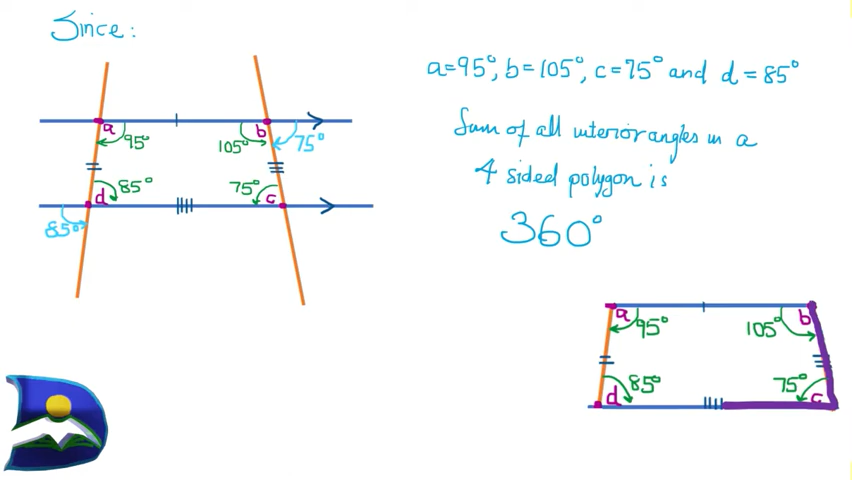 Since:
a=95°, b=105°, c=75° and d=85°
Sum of all interior angles in a
4 sided polygon is
360°
a
b
95°
105°
75°
85°
75°
d
c
85°
a
b
95°
105°
85°
75°
d
c